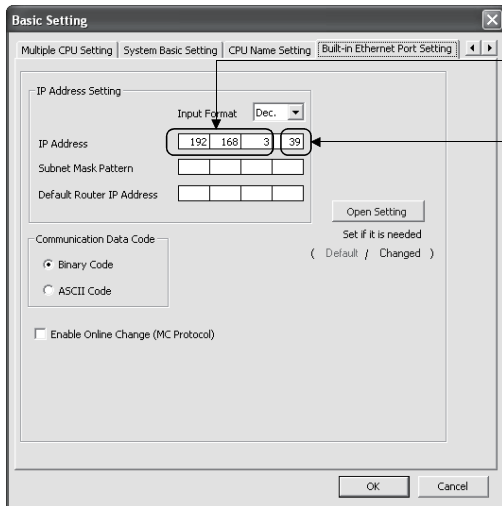 Basic Setting
Multiple CPU Setting System Basic Setting CPU Name Setting Built-in Ethernet Port Setting
IP Address Setting
Input Format Dec.
IP Address 192 168 3 39
Subnet Mask Pattern
Default Router IP Address
Open Setting
Set if it is needed
( Default / Changed )
Communication Data Code
Binary Code
ASCII Code
Enable Online Change (MC Protocol)
OK Cancel